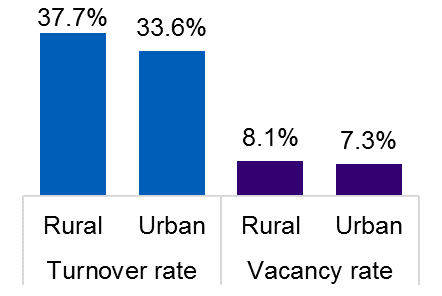 37.7%
33.6%
8.1%
7.3%
Rural Urban Rural Urban
Turnover rate Vacancy rate